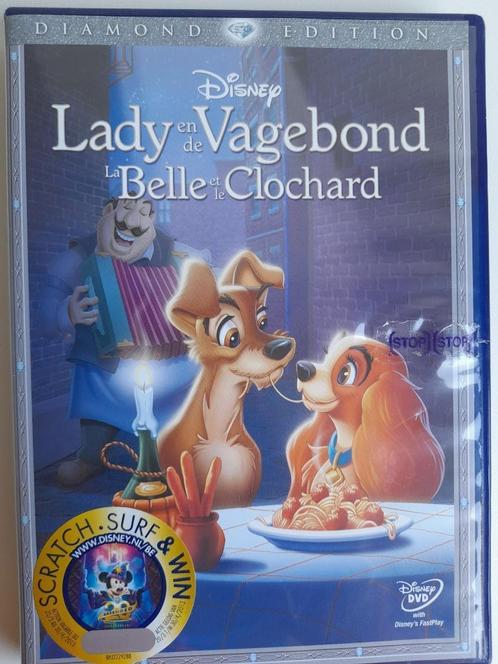 DIAMOND EDITION
Disney
Lady en de Vagebond
La Belle et le Clochard
STOP STOP
SCRATCH . SURF & WIN
WWW.DISNEY.NL/BE
Disney
DVD
with
Disney's FastPlay